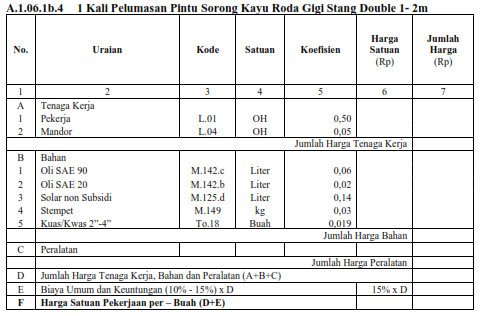 A.1.06.1b.4 1 Kali Pelumasan Pintu Sorong Kayu Roda Gigi Stang Double 1- 2m
No. Uraian Kode Satuan Koefisien Harga Satuan (Rp) Jumlah Harga (Rp)
1 2 3 4 5 6 7
A Tenaga Kerja
1 Pekerja L.01 OH 0,50
2 Mandor L.04 OH 0,05
Jumlah Harga Tenaga Kerja
B Bahan
1 Oli SAE 90 M.142.c Liter 0,06
2 Oli SAE 20 M.142.b Liter 0,02
3 Solar non Subsidi M.125.d Liter 0,14
4 Stempet M.149 kg 0,03
5 Kuas/Kwas 2"-4" To.18 Buah 0,019
Jumlah Harga Bahan
C Peralatan
Jumlah Harga Peralatan
D Jumlah Harga Tenaga Kerja, Bahan dan Peralatan (A+B+C)
E Biaya Umum dan Keuntungan (10% - 15%) x D 15% x D
F Harga Satuan Pekerjaan per – Buah (D+E)